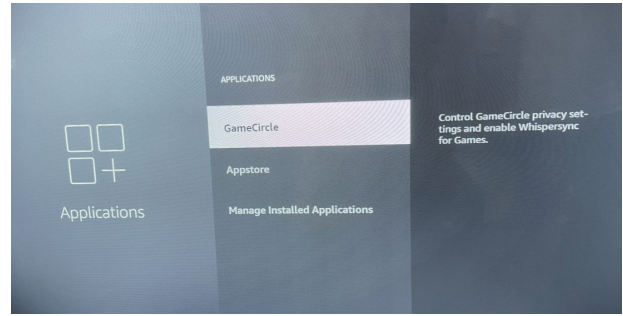 APPLICATIONS
GameCircle
Appstore
Manage Installed Applications
Applications
Control GameCircle privacy set-
tings and enable Whispersync
for Games.